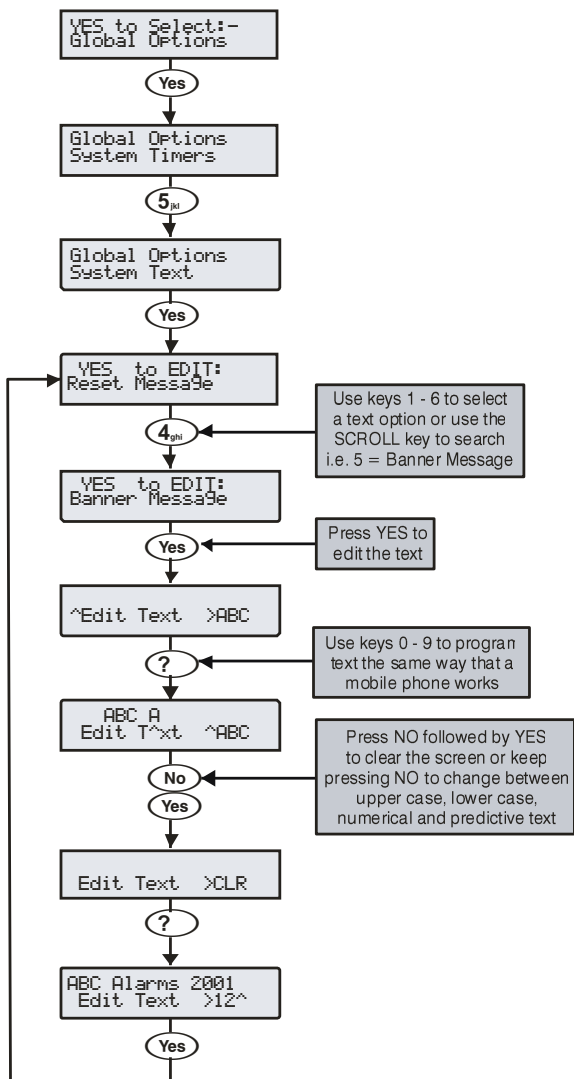 YES to Select:-
Global Options
Yes
Global Options
System Timers
5jkl
Global Options
System Text
Yes
YES to EDIT:
Reset Message
4ghi
Use keys 1 - 6 to select
a text option or use the
SCROLL key to search
i.e. 5 = Banner Message
YES to EDIT:
Banner Message
Yes
Press YES to
edit the text
^Edit Text >ABC
?
Use keys 0 - 9 to program
text the same way that a
mobile phone works
ABC A
Edit T^xt ^ABC
No
Yes
Press NO followed by YES
to clear the screen or keep
pressing NO to change between
upper case, lower case,
numerical and predictive text
Edit Text >CLR
?
ABC Alarms 2001
Edit Text >12^
Yes